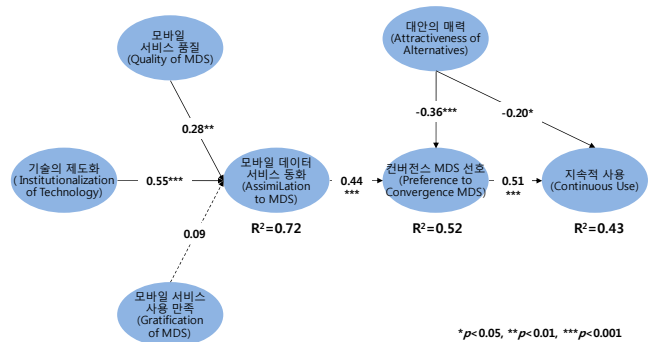 모바일
서비스 품질
(Quality of MDS)
대안의 매력
(Attractiveness of
Alternatives)
0.28**
-0.36***
-0.20*
기술의 제도화
( Institutionalization
of Technology)
0.55***
모바일 데이터
서비스 동화
(AssimiLation
to MDS)
0.44
***
컨버전스 MDS 선호
(Preference to
Convergence MDS)
0.51
***
지속적 사용
(Continuous Use)
R²=0.72
R²=0.52
R²=0.43
0.09
모바일 서비스
사용 만족
(Gratification
of MDS)
*p<0.05, **p<0.01, ***p<0.001